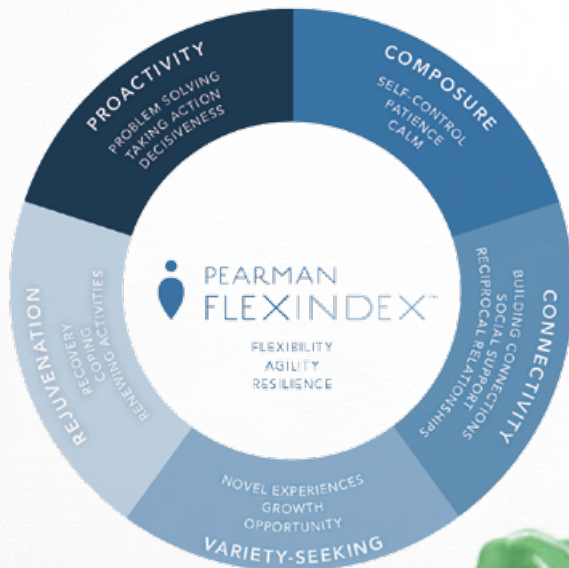 PROACTIVITY
PROBLEM SOLVING
TAKING ACTION
DECISIVENESS
COMPOSURE
SELF-CONTROL
PATIENCE
CALM
CONNECTIVITY
BUILDING CONNECTIONS
SOCIAL SUPPORT
RECIPROCAL RELATIONSHIPS
NOVEL EXPERIENCES
GROWTH
OPPORTUNITY
VARIETY-SEEKING
REJUVENATION
RECOVERY
COPING
RENEWING ACTIVITIES
PEARMAN
FLEXINDEX™
FLEXIBILITY
AGILITY
RESILIENCE